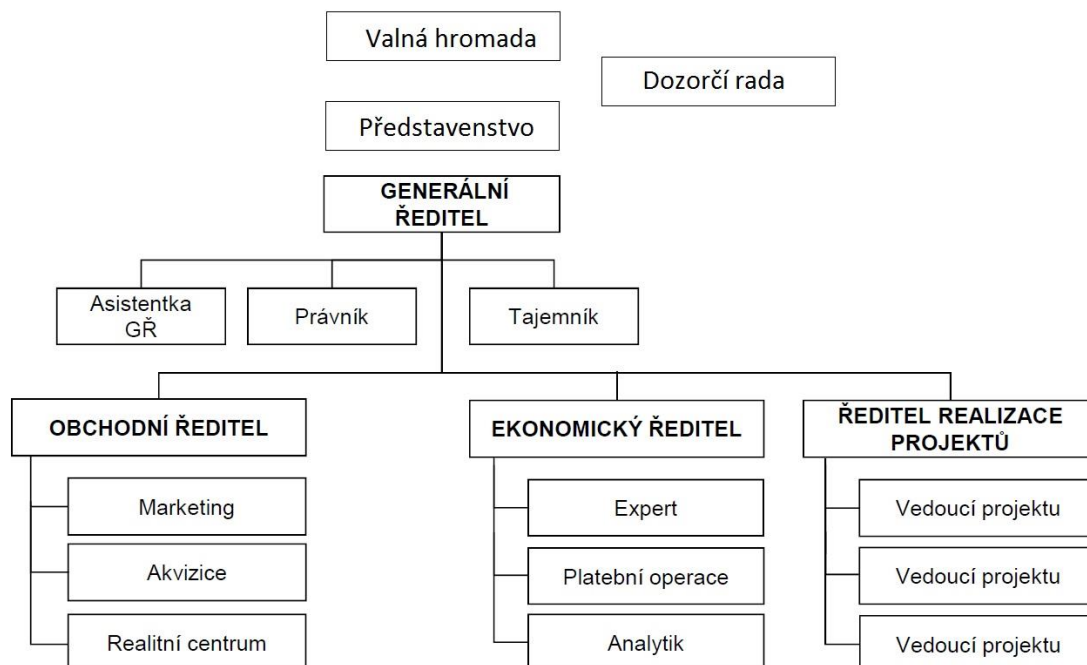 Valná hromada
Dozorčí rada
Představenstvo
GENERÁLNÍ
ŘEDITEL
Asistentka
GŘ
Právník
Tajemník
OBCHODNÍ ŘEDITEL
EKONOMICKÝ ŘEDITEL
ŘEDITEL REALIZACE
PROJEKTŮ
Marketing
Expert
Vedoucí projektu
Akvizice
Platební operace
Vedoucí projektu
Realitní centrum
Analytik
Vedoucí projektu